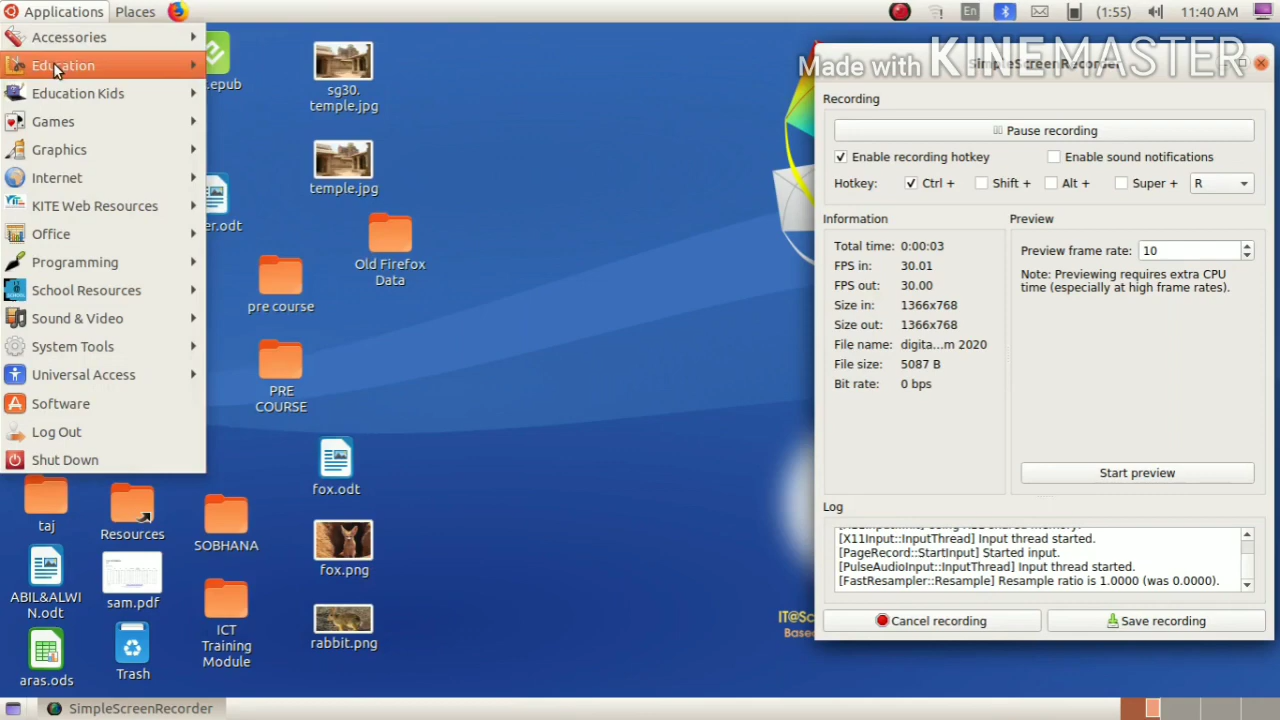 Applications Places
En
(1:55)
11:40 AM
Accessories
Education
Education Kids
Games
Graphics
Internet
KITE Web Resources
Office
Programming
School Resources
Sound & Video
System Tools
Universal Access
Software
Log Out
Shut Down
.epub
er.odt
sg30.
temple.jpg
temple.jpg
Old Firefox
Data
pre course
PRE
COURSE
fox.odt
fox.png
rabbit.png
taj
Resources
SOBHANA
ABIL&ALWI
N.odt
sam.pdf
ICT
Training
Module
aras.ods
Trash
IT@Sc
Base
Made with KINEMASTER
SimpleScreenRecorder
Recording
Pause recording
Enable recording hotkey
Enable sound notifications
Hotkey: Ctrl + Shift + Alt + Super + R
Information
Total time: 0:00:03
FPS in: 30.01
FPS out: 30.00
Size in: 1366x768
Size out: 1366x768
File name: digita...m 2020
File size: 5087 B
Bit rate: 0 bps
Preview
Preview frame rate: 10
Note: Previewing requires extra CPU
time (especially at high frame rates).
Start preview
Log
[X11Input::InputThread] Input thread started.
[PageRecord::StartInput] Started input.
[PulseAudioInput::InputThread] Input thread started.
[FastResampler::Resample] Resample ratio is 1.0000 (was 0.0000).
Cancel recording
Save recording
SimpleScreenRecorder